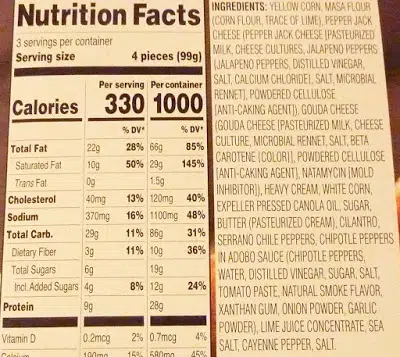 Nutrition Facts
3 servings per container
Serving size 4 pieces (99g)
Per serving Per container
Calories 330 1000
% DV* % DV*
Total Fat 22g 28% 66g 85%
Saturated Fat 10g 50% 29g 145%
Trans Fat 0g 1.5g
Cholesterol 40mg 13% 120mg 40%
Sodium 370mg 16% 1100mg 48%
Total Carb. 29g 11% 86g 31%
Dietary Fiber 3g 11% 10g 36%
Total Sugars 6g 19g
Incl. Added Sugars 4g 8% 12g 24%
Protein 9g 28g
Vitamin D 0.2mcg 2% 0.7mcg 4%
Calcium 190mg 15% 580mg 45%
INGREDIENTS: YELLOW CORN, MASA FLOUR
(CORN FLOUR, TRACE OF LIME), PEPPER JACK
CHEESE (PEPPER JACK CHEESE [PASTEURIZED
MILK, CHEESE CULTURES, JALAPENO PEPPERS
(JALAPENO PEPPERS, DISTILLED VINEGAR,
SALT, CALCIUM CHLORIDE), SALT, MICROBIAL
RENNET], POWDERED CELLULOSE
[ANTI-CAKING AGENT]), GOUDA CHEESE
(GOUDA CHEESE [PASTEURIZED MILK, CHEESE
CULTURE, MICROBIAL RENNET, SALT, BETA
CAROTENE (COLOR)], POWDERED CELLULOSE
[ANTI-CAKING AGENT], NATAMYCIN [MOLD
INHIBITOR]), HEAVY CREAM, WHITE CORN,
EXPELLER PRESSED CANOLA OIL, SUGAR,
BUTTER (PASTEURIZED CREAM), CILANTRO,
SERRANO CHILE PEPPERS, CHIPOTLE PEPPERS
IN ADOBO SAUCE (CHIPOTLE PEPPERS,
WATER, DISTILLED VINEGAR, SUGAR, SALT,
TOMATO PASTE, NATURAL SMOKE FLAVOR,
XANTHAN GUM, ONION POWDER, GARLIC
POWDER), LIME JUICE CONCENTRATE, SEA
SALT, CAYENNE PEPPER, SALT.